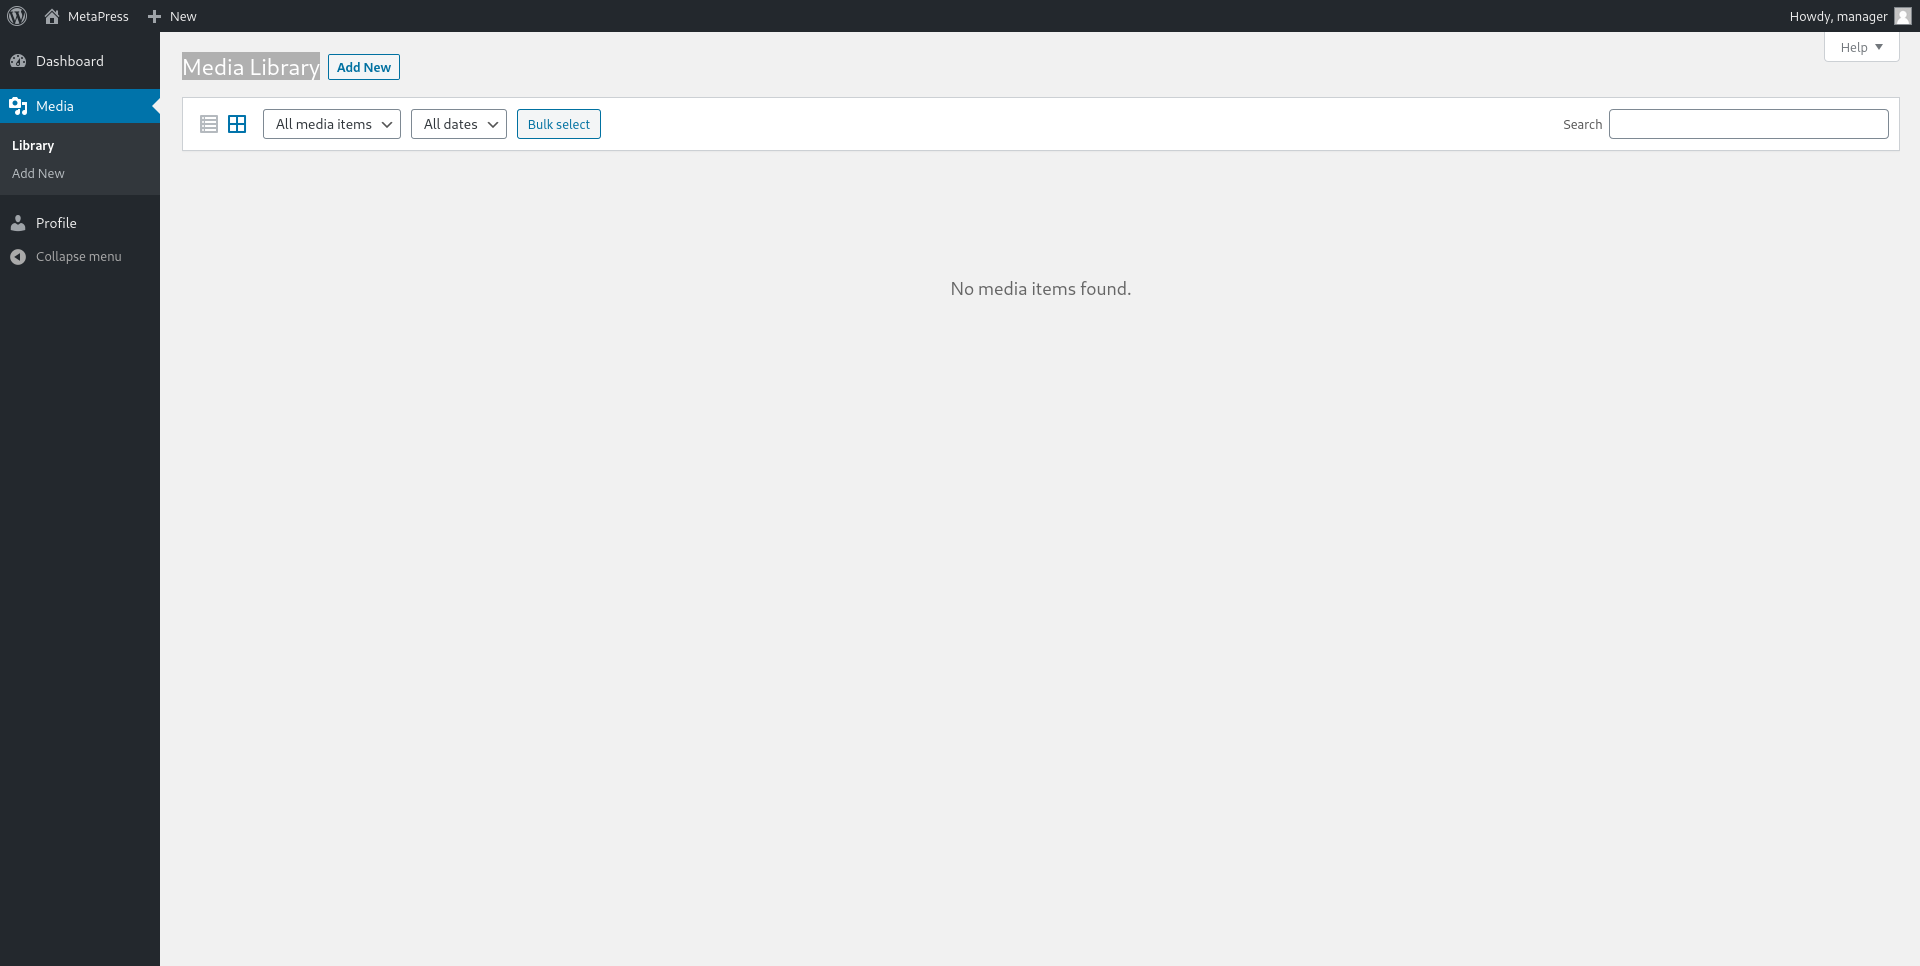 MetaPress
New
Howdy, manager
Dashboard
Media
Library
Add New
Profile
Collapse menu
Help
Media Library
Add New
All media items
All dates
Bulk select
Search
No media items found.